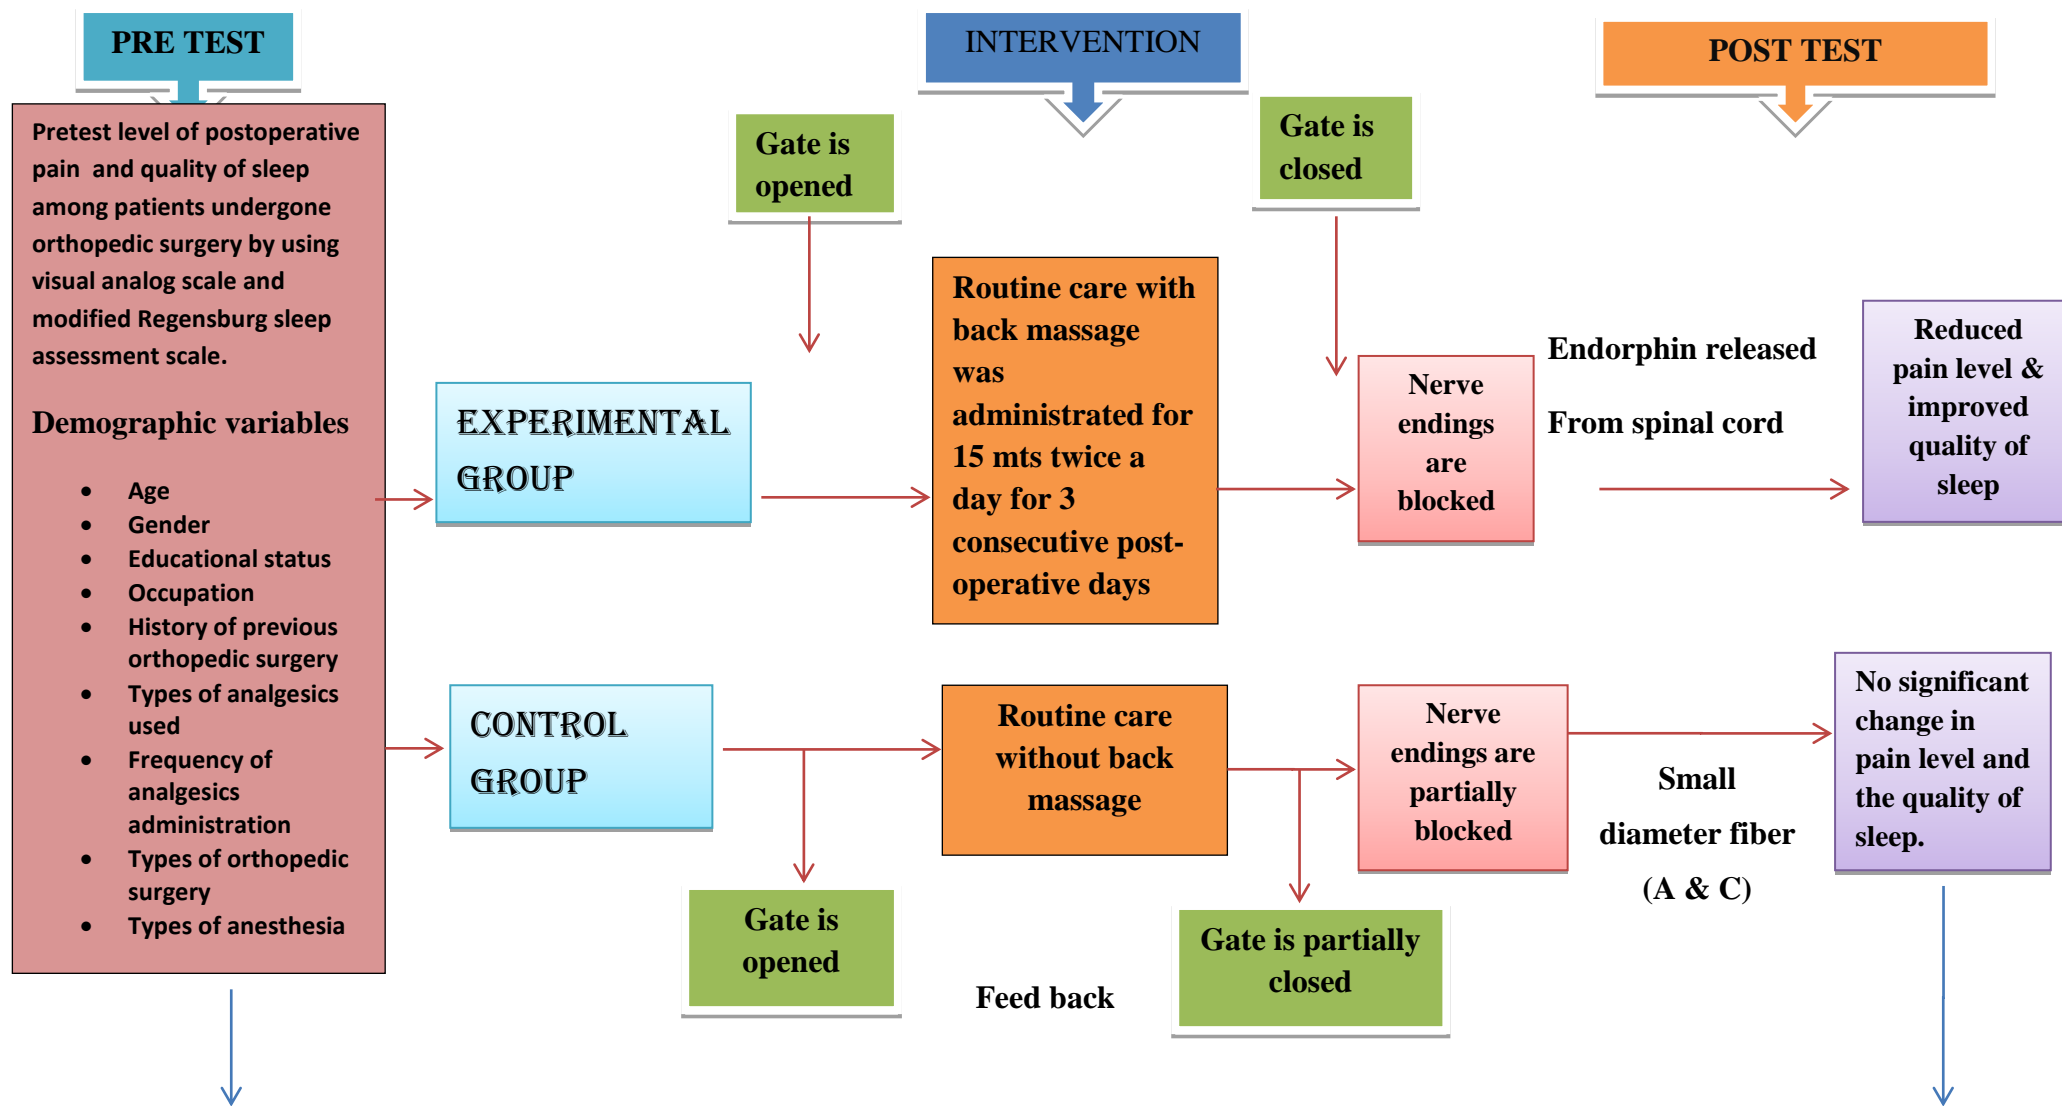 PRE TEST
INTERVENTION
POST TEST
Pretest level of postoperative
pain and quality of sleep
among patients undergone
orthopedic surgery by using
visual analog scale and
modified Regensburg sleep
assessment scale.
Demographic variables
• Age
• Gender
• Educational status
• Occupation
• History of previous
orthopedic surgery
• Types of analgesics
used
• Frequency of
analgesics
administration
• Types of orthopedic
surgery
• Types of anesthesia
Gate is
opened
Gate is
closed
EXPERIMENTAL
GROUP
Routine care with
back massage
was
administrated for
15 mts twice a
day for 3
consecutive post-
operative days
Nerve
endings
are
blocked
Endorphin released
From spinal cord
Reduced
pain level &
improved
quality of
sleep
CONTROL
GROUP
Routine care
without back
massage
Nerve
endings are
partially
blocked
Small
diameter fiber
(A & C)
No significant
change in
pain level and
the quality of
sleep.
Gate is
opened
Feed back
Gate is partially
closed